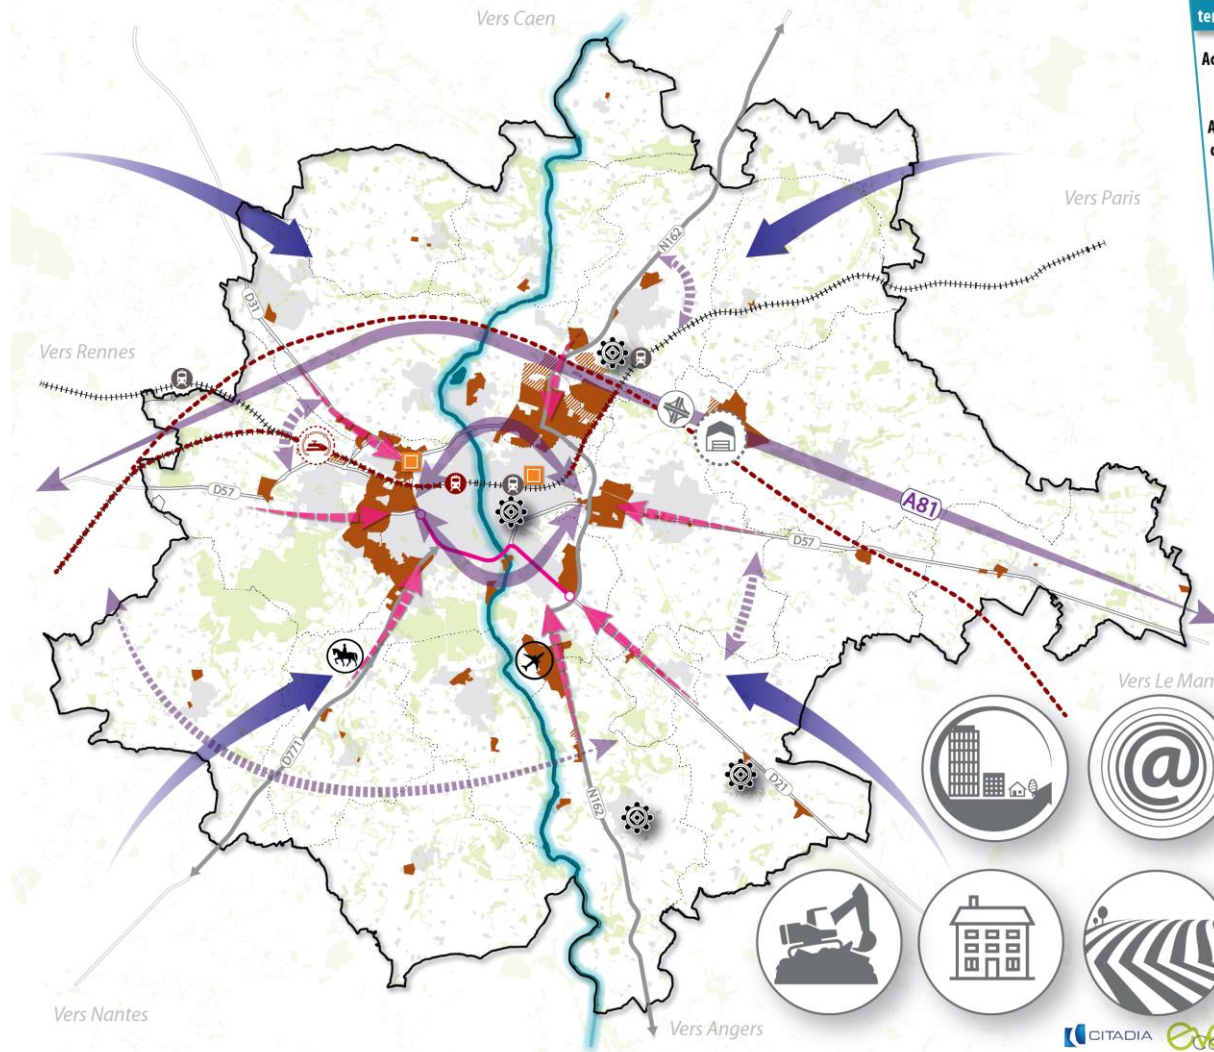 Vers Caen
Vers Paris
N162
D31
Vers Rennes
D57
A81
D57
Vers Le Man
D771
N162
D21
@
Vers Nantes
Vers Angers
CITADIA